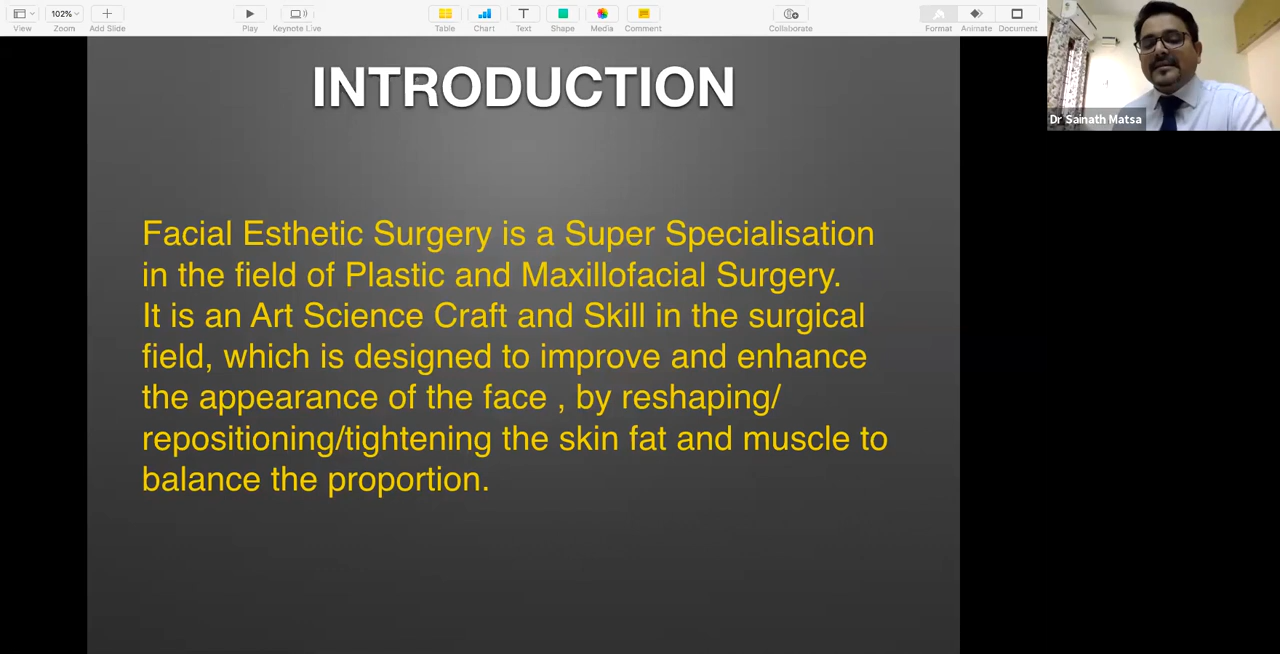 View
102%
Zoom
Add Slide
Play
Keynote Live
Table
Chart
Text
Shape
Media
Comment
Collaborate
Format
Animate
Document
Dr Sainath Matsa
INTRODUCTION
Facial Esthetic Surgery is a Super Specialisation
in the field of Plastic and Maxillofacial Surgery.
It is an Art Science Craft and Skill in the surgical
field, which is designed to improve and enhance
the appearance of the face , by reshaping/
repositioning/tightening the skin fat and muscle to
balance the proportion.